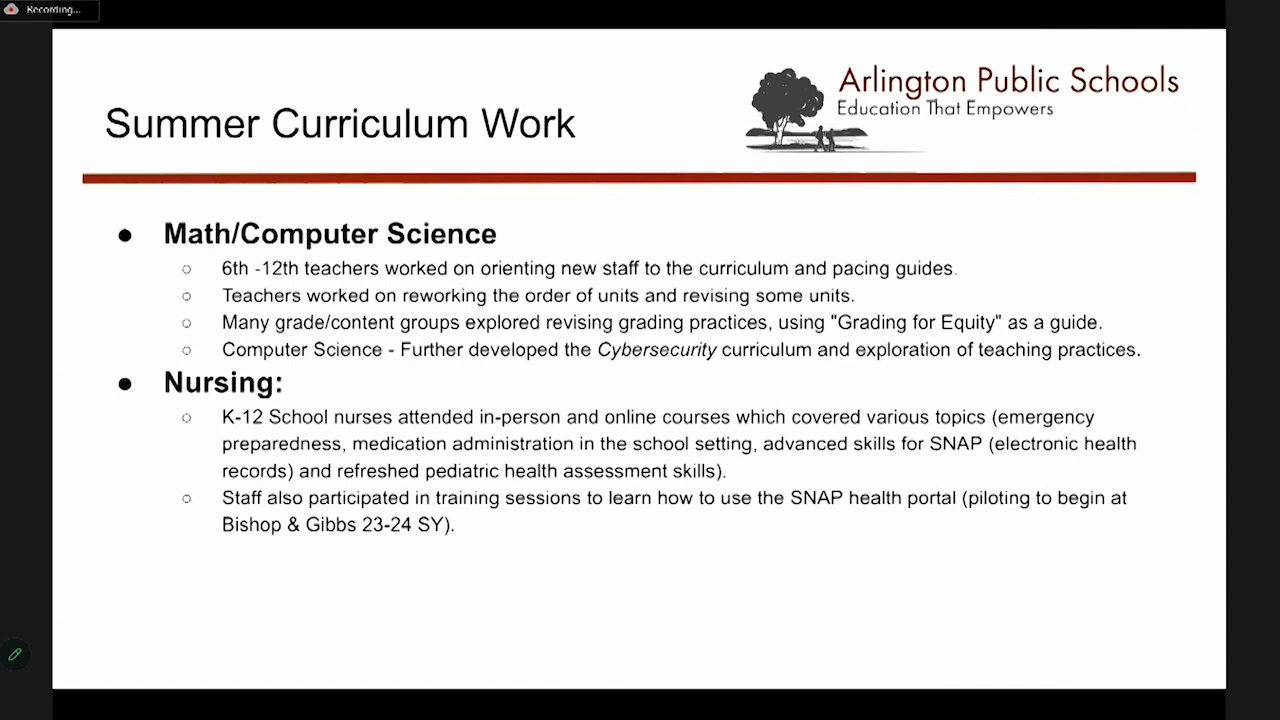 Recording...
Arlington Public Schools
Education That Empowers
Summer Curriculum Work
● Math/Computer Science
○ 6th -12th teachers worked on orienting new staff to the curriculum and pacing guides.
○ Teachers worked on reworking the order of units and revising some units.
○ Many grade/content groups explored revising grading practices, using "Grading for Equity" as a guide.
○ Computer Science - Further developed the Cybersecurity curriculum and exploration of teaching practices.
● Nursing:
○ K-12 School nurses attended in-person and online courses which covered various topics (emergency
preparedness, medication administration in the school setting, advanced skills for SNAP (electronic health
records) and refreshed pediatric health assessment skills).
○ Staff also participated in training sessions to learn how to use the SNAP health portal (piloting to begin at
Bishop & Gibbs 23-24 SY).